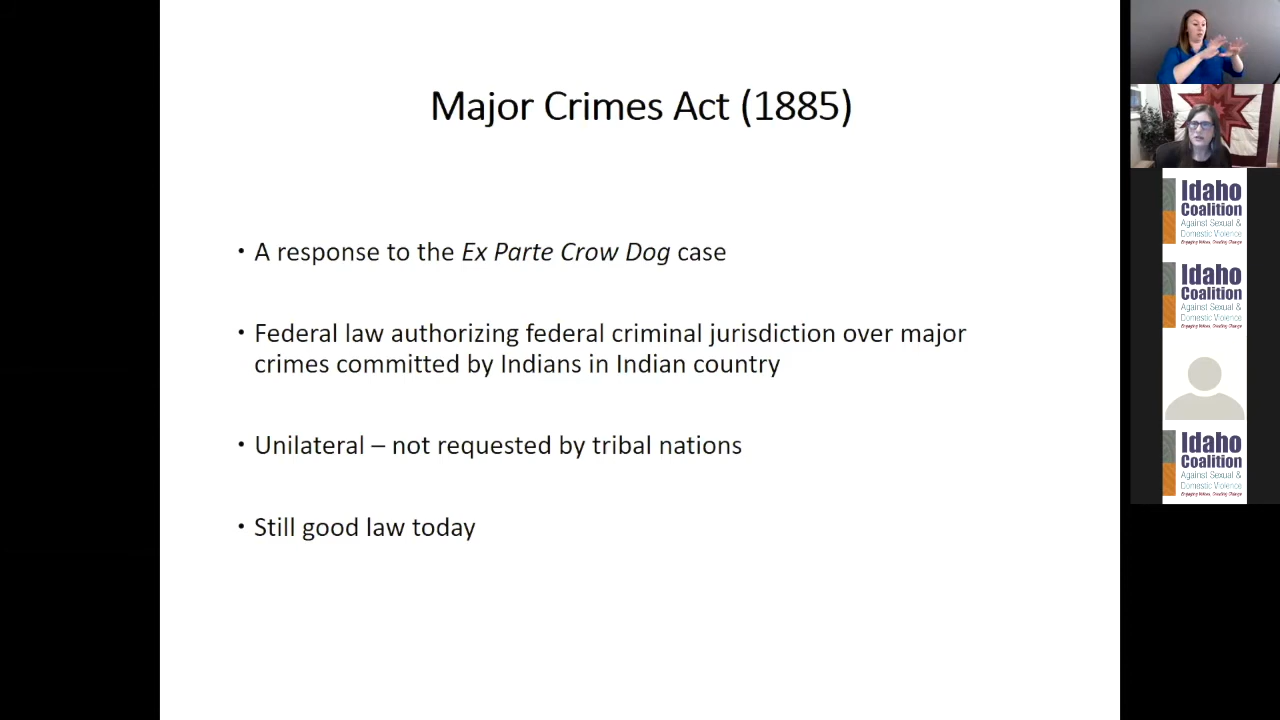 Major Crimes Act (1885)
• A response to the Ex Parte Crow Dog case
• Federal law authorizing federal criminal jurisdiction over major
crimes committed by Indians in Indian country
• Unilateral – not requested by tribal nations
• Still good law today
Idaho
Coalition
Against Sexual &
Domestic Violence
Engaging Voices. Creating Change.
Idaho
Coalition
Against Sexual &
Domestic Violence
Engaging Voices. Creating Change.
Idaho
Coalition
Against Sexual &
Domestic Violence
Engaging Voices. Creating Change.